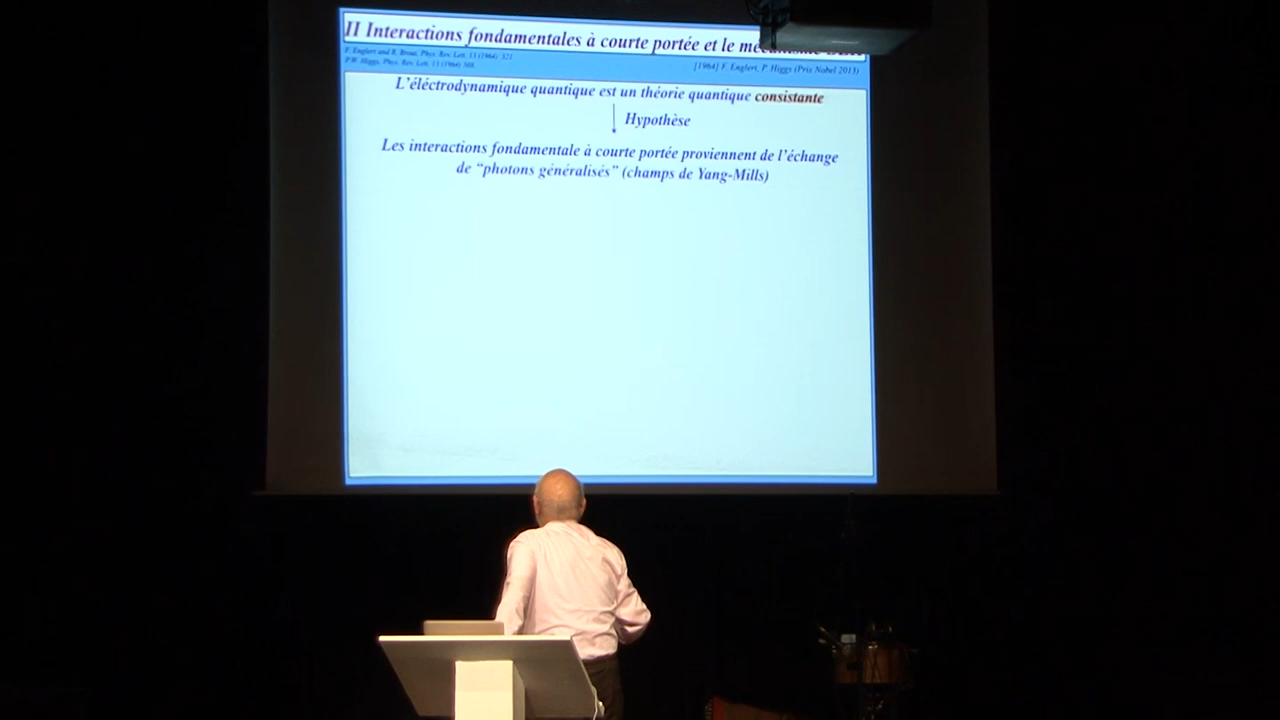 II Interactions fondamentales à courte portée et le
F. Englert and R. Brout, Phys. Rev. Lett. 13 (1964) 321
P.W. Higgs, Phys. Rev. Lett. 13 (1964) 508.
[1964] F. Englert, P. Higgs (Prix Nobel 2013)
L'éléctrodynamique quantique est un théorie quantique consistante
Hypothèse
Les interactions fondamentale à courte portée proviennent de l'échange
de “photons généralisés” (champs de Yang-Mills)